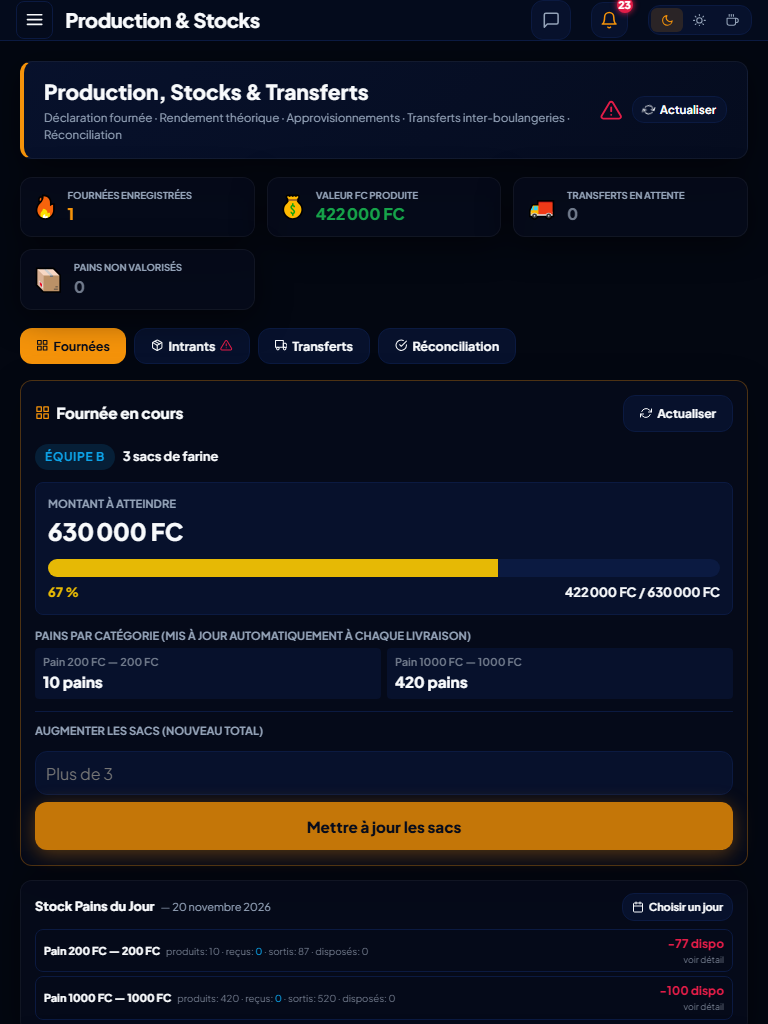 Production & Stocks
23
Production, Stocks & Transferts
Déclaration fournée · Rendement théorique · Approvisionnements · Transferts inter-boulangeries ·
Réconciliation
Actualiser
FOURNÉES ENREGISTRÉES
1
VALEUR FC PRODUITE
422 000 FC
TRANSFERTS EN ATTENTE
0
PAINS NON VALORISÉS
0
Fournées
Intrants
Transferts
Réconciliation
Fournée en cours
Actualiser
ÉQUIPE B
3 sacs de farine
MONTANT À ATTEINDRE
630 000 FC
67 %
422 000 FC / 630 000 FC
PAINS PAR CATÉGORIE (MIS À JOUR AUTOMATIQUEMENT À CHAQUE LIVRAISON)
Pain 200 FC — 200 FC
10 pains
Pain 1000 FC — 1000 FC
420 pains
AUGMENTER LES SACS (NOUVEAU TOTAL)
Plus de 3
Mettre à jour les sacs
Stock Pains du Jour — 20 novembre 2026
Choisir un jour
Pain 200 FC — 200 FC produits: 10 · reçus: 0 · sortis: 87 · disposés: 0
-77 dispo
voir détail
Pain 1000 FC — 1000 FC produits: 420 · reçus: 0 · sortis: 520 · disposés: 0
-100 dispo
voir détail